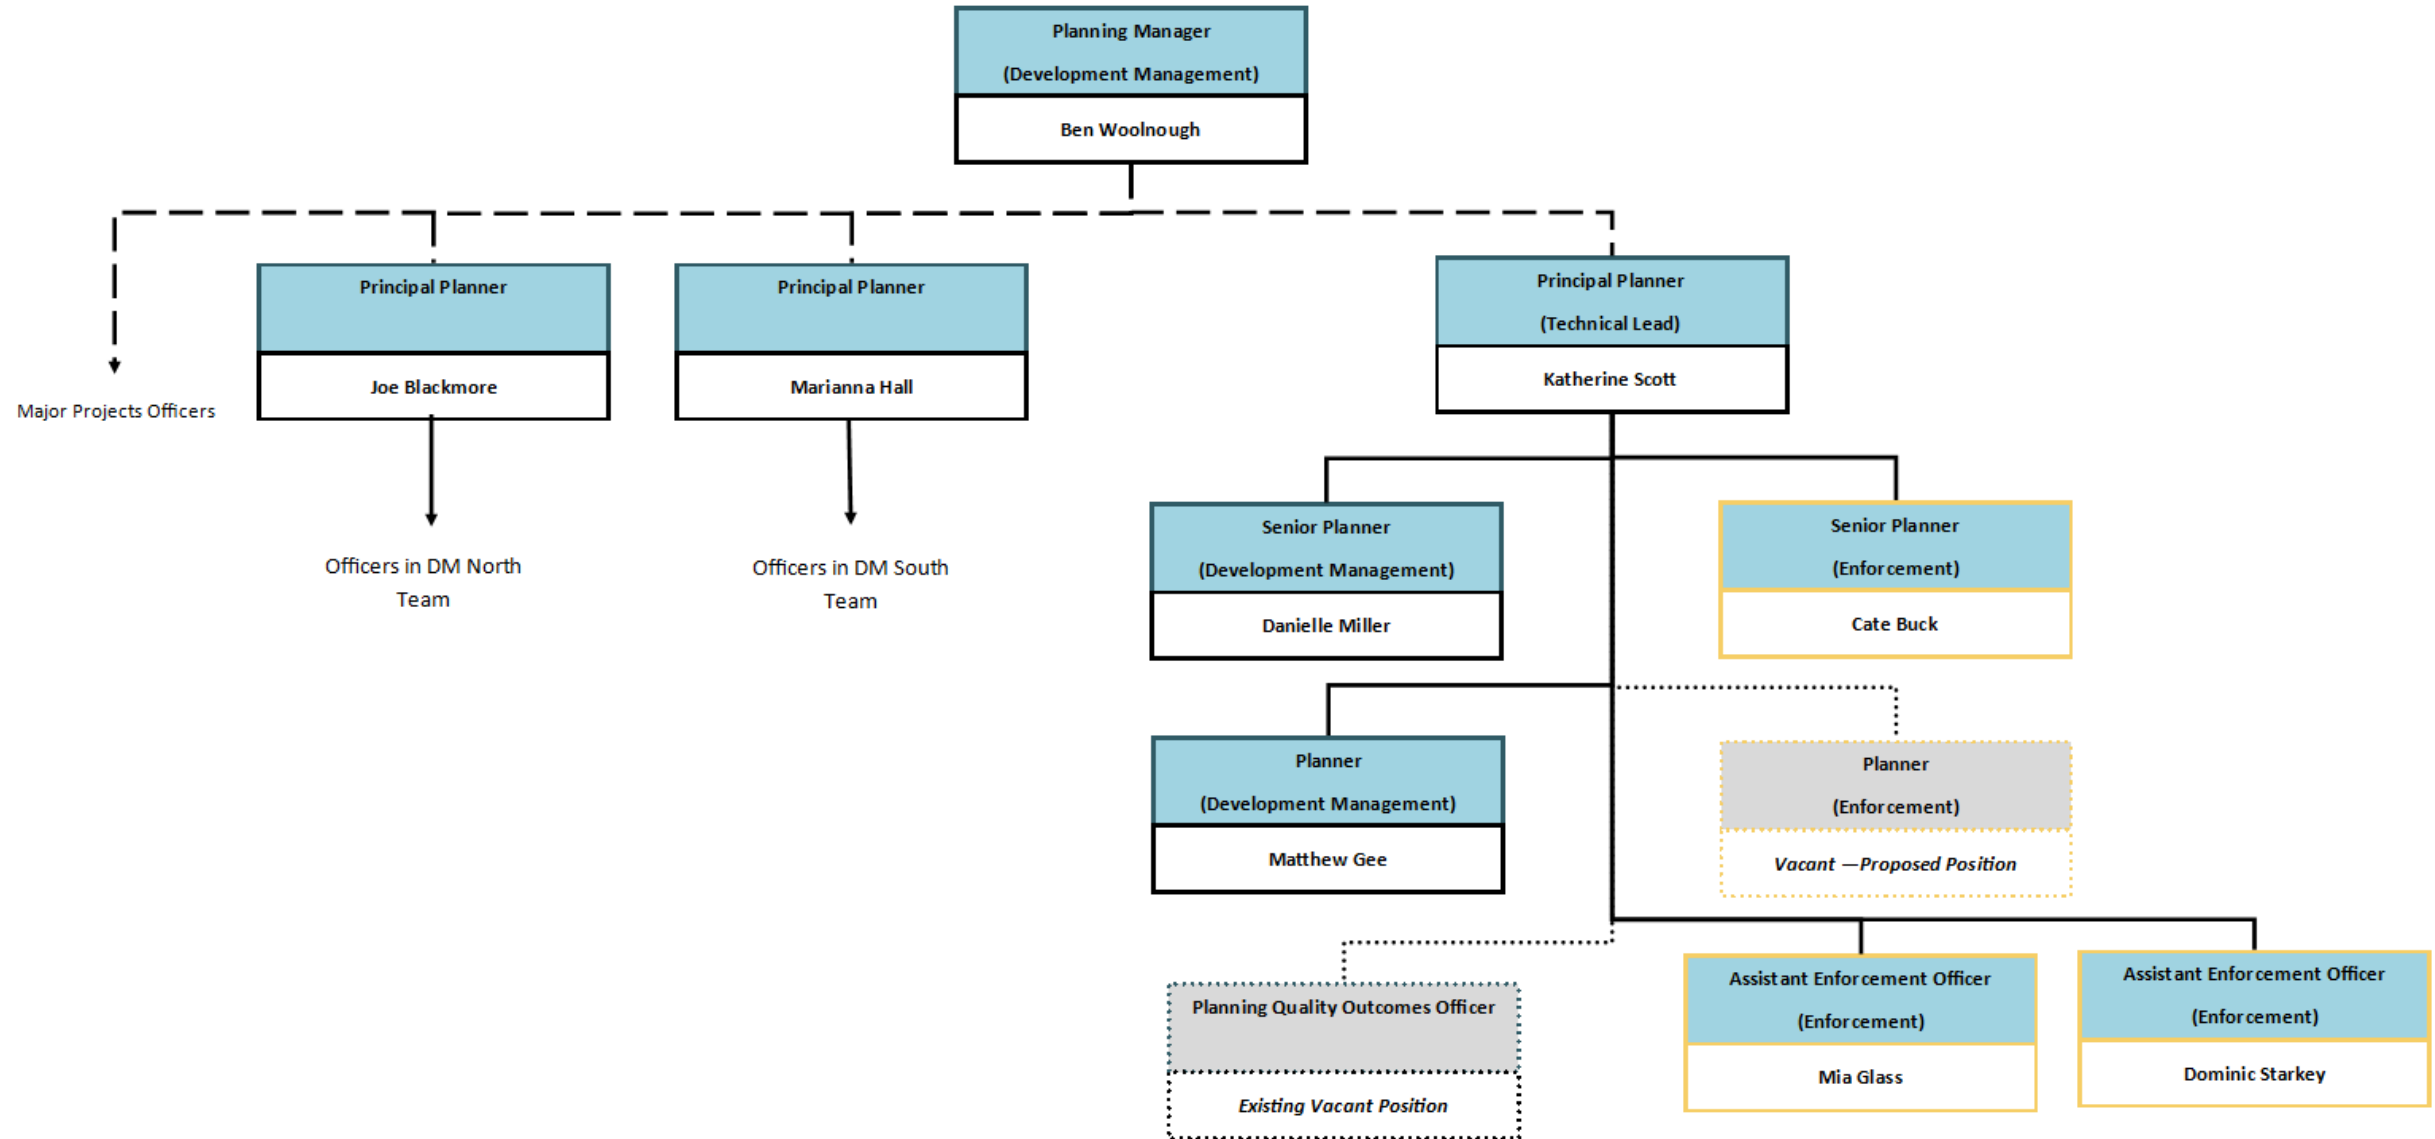 Planning Manager
(Development Management)
Ben Woolnough
Principal Planner
Joe Blackmore
Principal Planner
Marianna Hall
Principal Planner
(Technical Lead)
Katherine Scott
Major Projects Officers
Officers in DM North
Team
Officers in DM South
Team
Senior Planner
(Development Management)
Danielle Miller
Senior Planner
(Enforcement)
Cate Buck
Planner
(Development Management)
Matthew Gee
Planner
(Enforcement)
Vacant —Proposed Position
Planning Quality Outcomes Officer
Existing Vacant Position
Assistant Enforcement Officer
(Enforcement)
Mia Glass
Assistant Enforcement Officer
(Enforcement)
Dominic Starkey